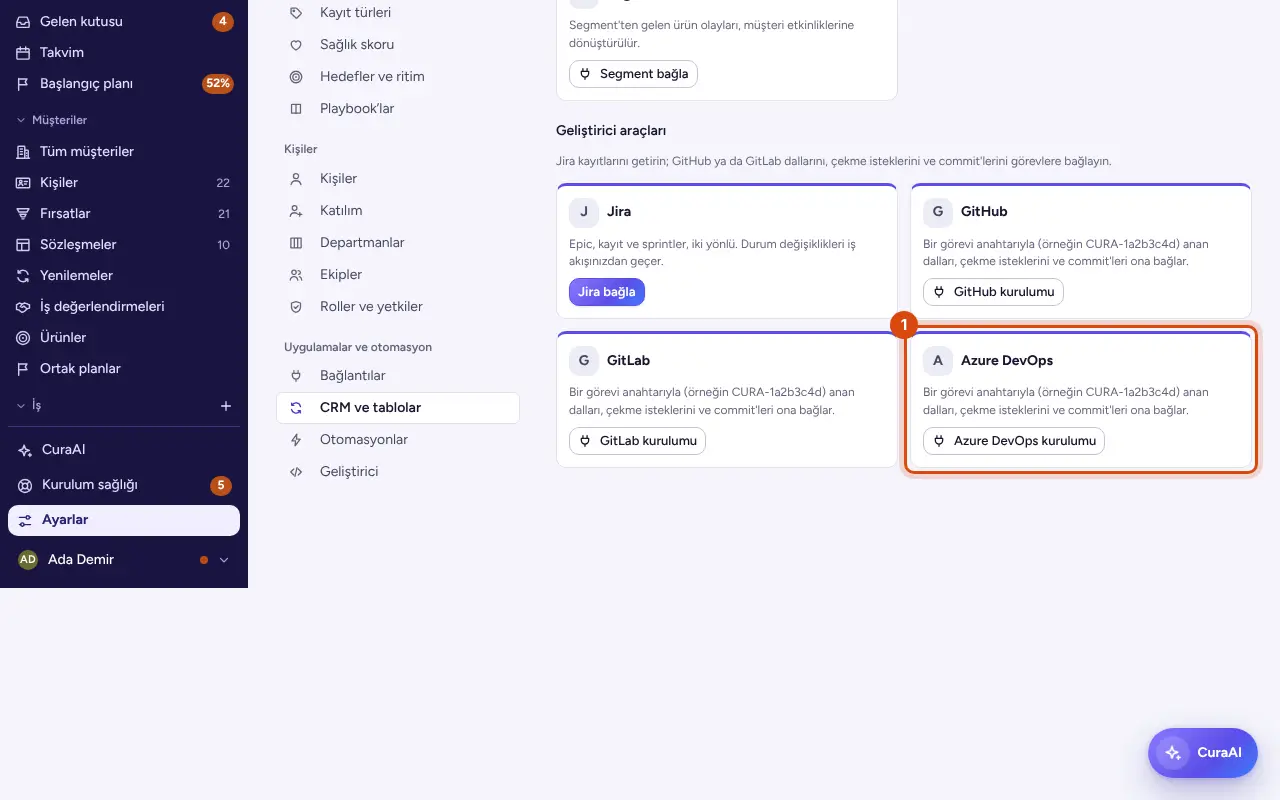 Gelen kutusu
4
Takvim
Başlangıç planı
52%
Müşteriler
Tüm müşteriler
Kişiler
22
Fırsatlar
21
Sözleşmeler
10
Yenilemeler
İş değerlendirmeleri
Ürünler
Ortak planlar
İş
CuraAI
Kurulum sağlığı
5
Ayarlar
AD
Ada Demir
Kayıt türleri
Sağlık skoru
Hedefler ve ritim
Playbook'lar
Kişiler
Kişiler
Katılım
Departmanlar
Ekipler
Roller ve yetkiler
Uygulamalar ve otomasyon
Bağlantılar
CRM ve tablolar
Otomasyonlar
Geliştirici
Segment'ten gelen ürün olayları, müşteri etkinliklerine
dönüştürülür.
Segment bağla
Geliştirici araçları
Jira kayıtlarını getirin; GitHub ya da GitLab dallarını, çekme isteklerini ve commit'lerini görevlere bağlayın.
J
Jira
Epic, kayıt ve sprintler, iki yönlü. Durum değişiklikleri iş
akışınızdan geçer.
Jira bağla
G
GitHub
Bir görevi anahtarıyla (örneğin CURA-1a2b3c4d) anan
dalları, çekme isteklerini ve commit'leri ona bağlar.
GitHub kurulumu
G
GitLab
Bir görevi anahtarıyla (örneğin CURA-1a2b3c4d) anan
dalları, çekme isteklerini ve commit'leri ona bağlar.
GitLab kurulumu
1
A
Azure DevOps
Bir görevi anahtarıyla (örneğin CURA-1a2b3c4d) anan
dalları, çekme isteklerini ve commit'leri ona bağlar.
Azure DevOps kurulumu
CuraAI